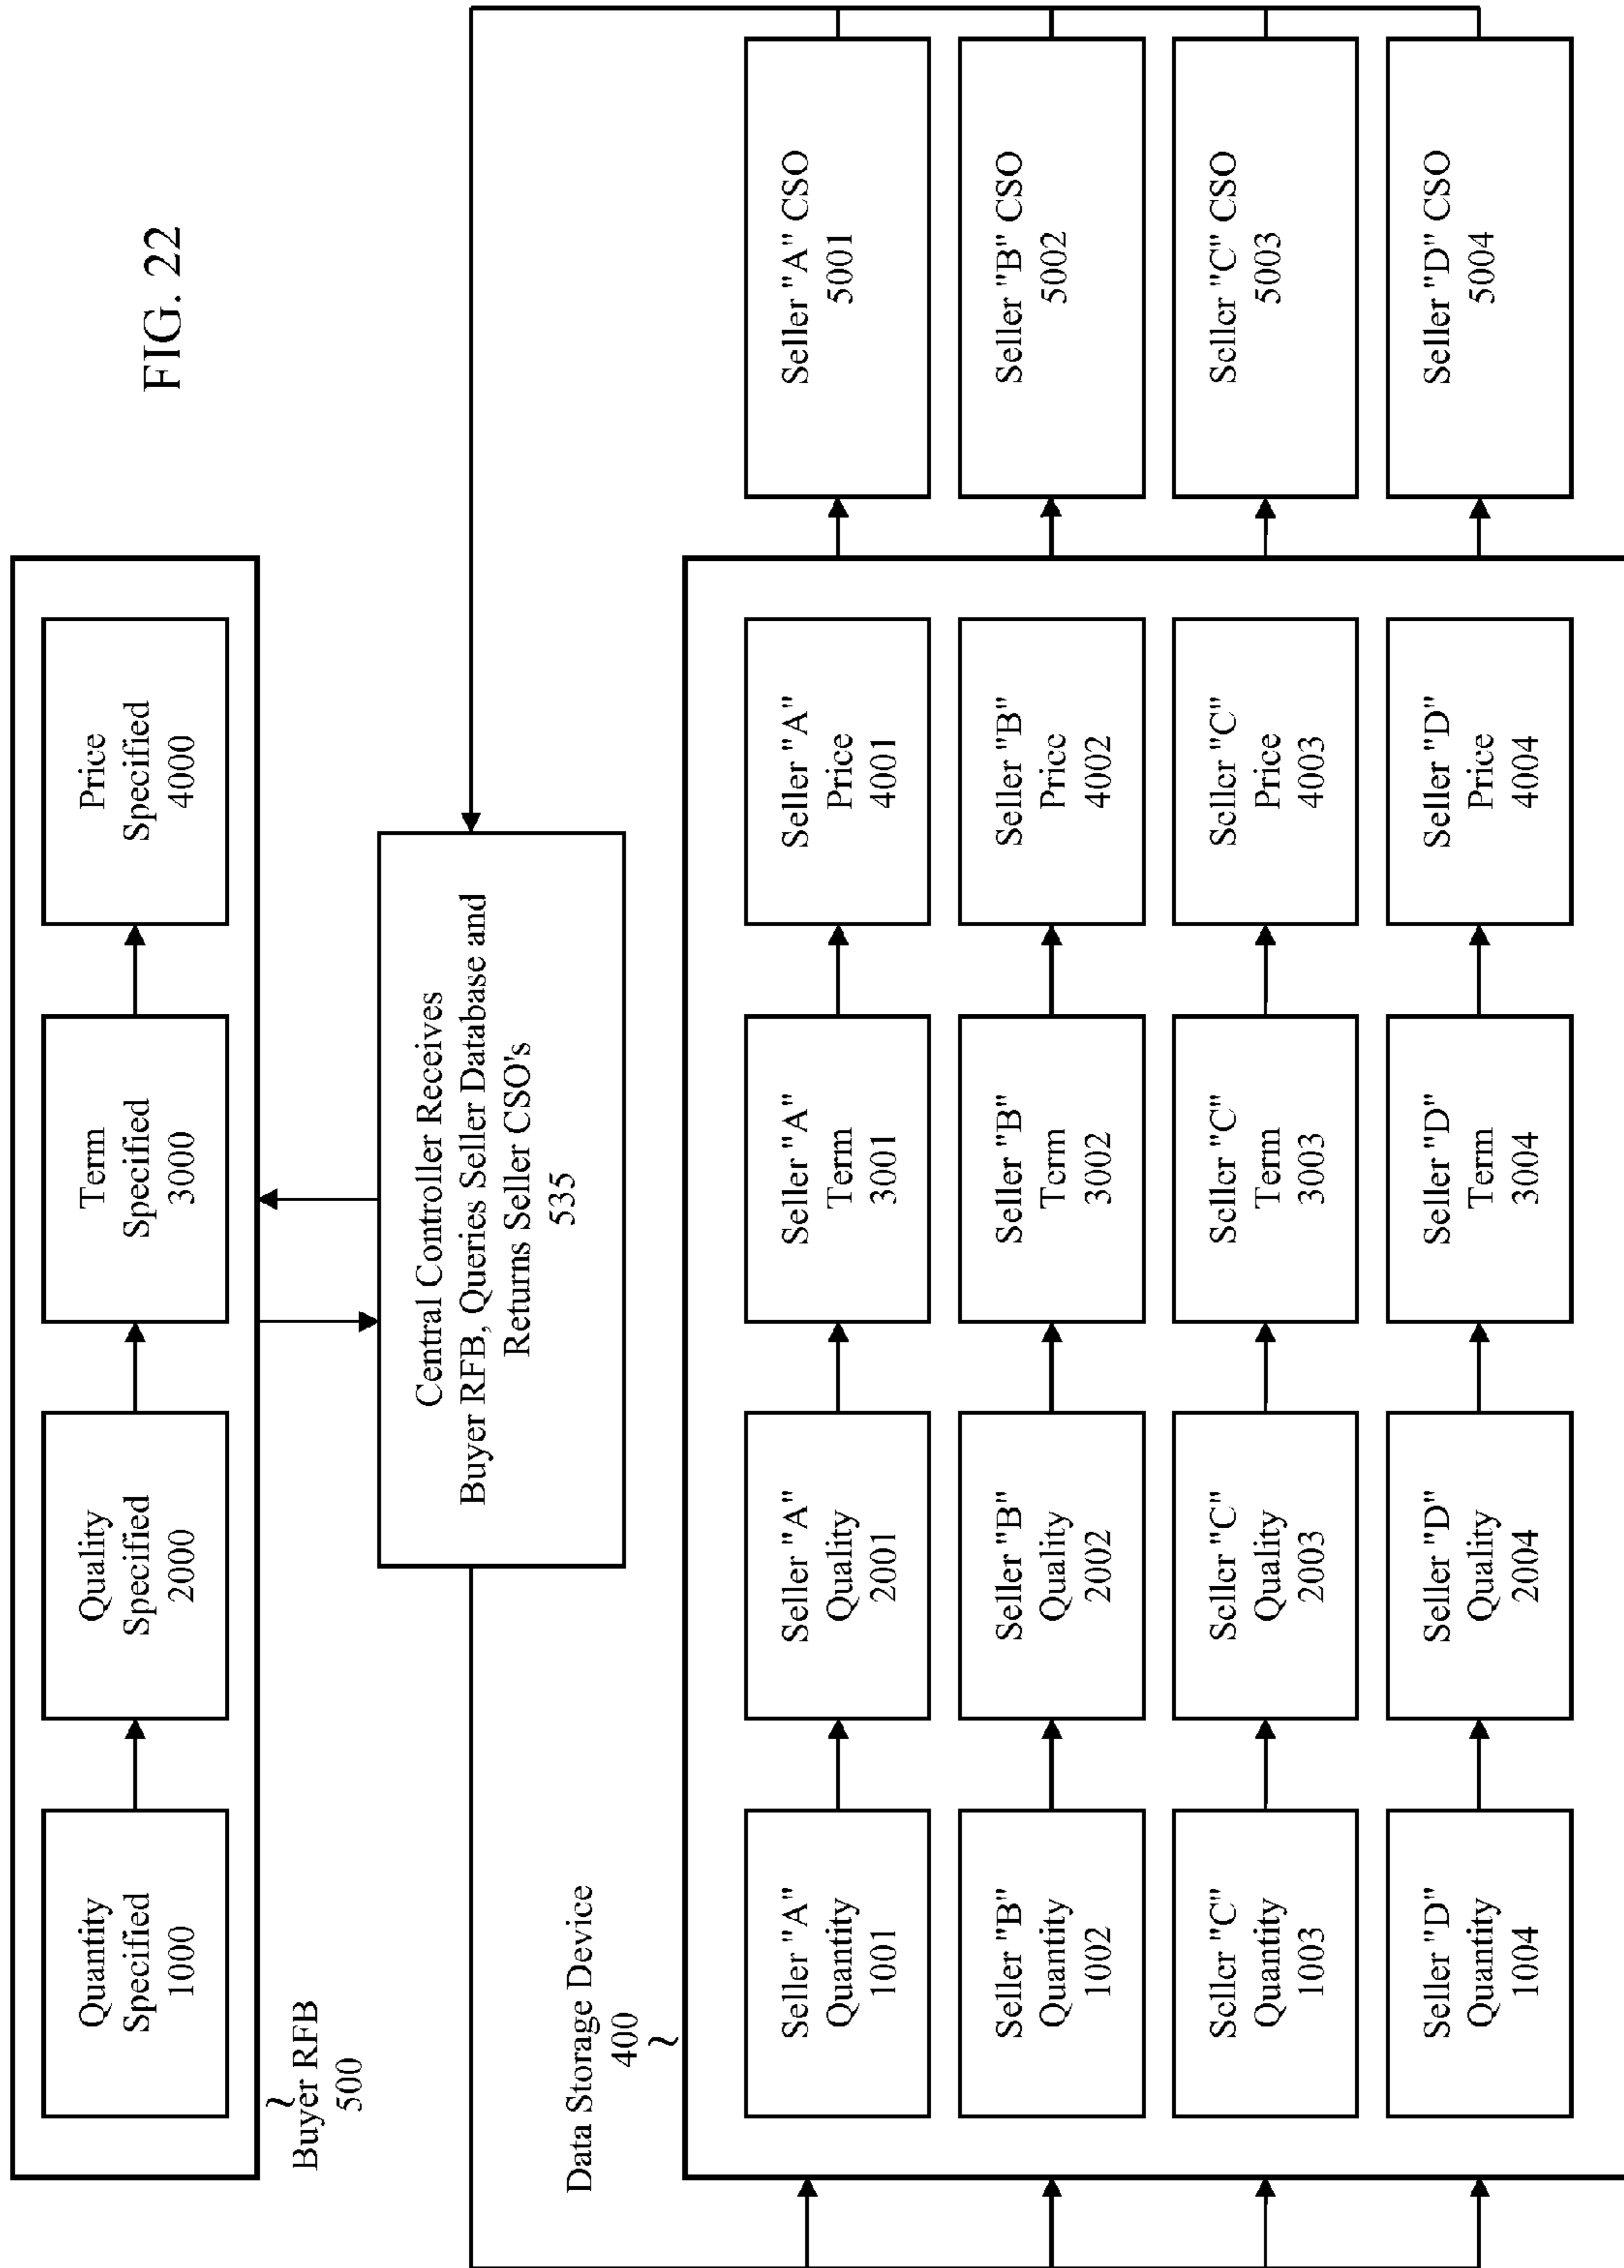 FIG. 22
Quantity
Specified
1000
Quality
Specified
2000
Term
Specified
3000
Price
Specified
4000
Buyer RFB
500
Central Controller Receives
Buyer RFB, Queries Seller Database and
Returns Seller CSO's
535
Data Storage Device
400
Seller "A"
Quantity
1001
Seller "A"
Quality
2001
Seller "A"
Term
3001
Seller "A"
Price
4001
Seller "A" CSO
5001
Seller "B"
Quantity
1002
Seller "B"
Quality
2002
Seller "B"
Term
3002
Seller "B"
Price
4002
Seller "B" CSO
5002
Seller "C"
Quantity
1003
Seller "C"
Quality
2003
Seller "C"
Term
3003
Seller "C"
Price
4003
Seller "C" CSO
5003
Seller "D"
Quantity
1004
Seller "D"
Quality
2004
Seller "D"
Term
3004
Seller "D"
Price
4004
Seller "D" CSO
5004